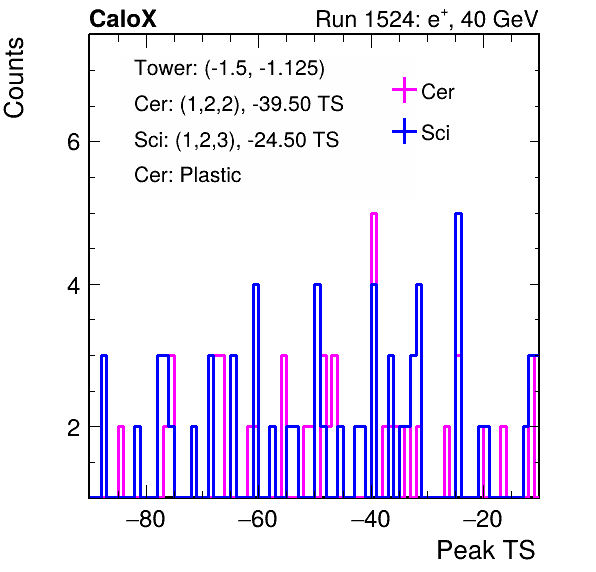 CaloX Run 1524: e⁺, 40 GeV
Counts
Tower: (-1.5, -1.125)
Cer: (1,2,2), -39.50 TS
Sci: (1,2,3), -24.50 TS
Cer: Plastic
Cer
Sci
6
4
2
−80 −60 −40 −20
Peak TS